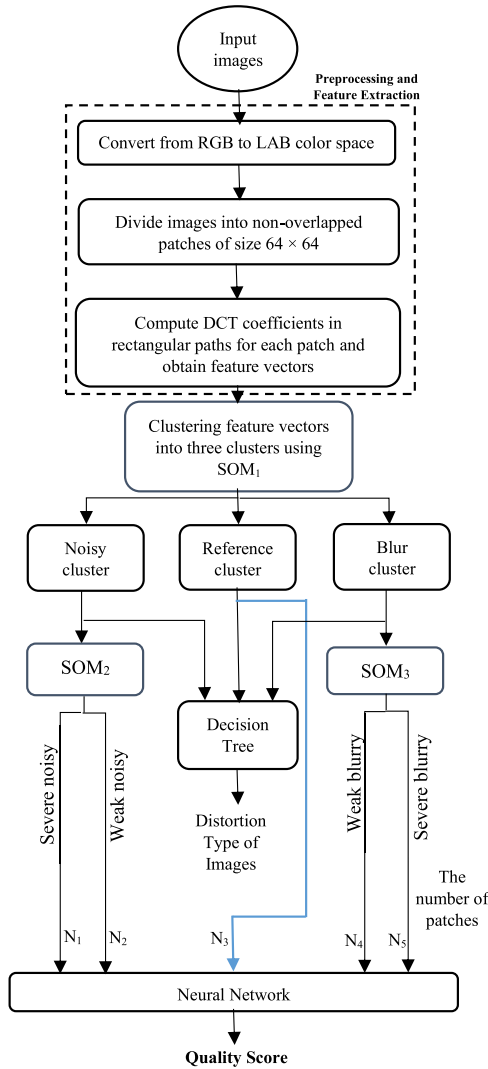 Input
images
Preprocessing and
Feature Extraction
Convert from RGB to LAB color space
Divide images into non-overlapped
patches of size 64 × 64
Compute DCT coefficients in
rectangular paths for each patch and
obtain feature vectors
Clustering feature vectors
into three clusters using
SOM₁
Noisy
cluster
Reference
cluster
Blur
cluster
SOM₂
SOM₃
Decision
Tree
Severe noisy
Weak noisy
Weak blurry
Severe blurry
Distortion
Type of
Images
The
number of
patches
N₁
N₂
N₃
N₄
N₅
Neural Network
Quality Score